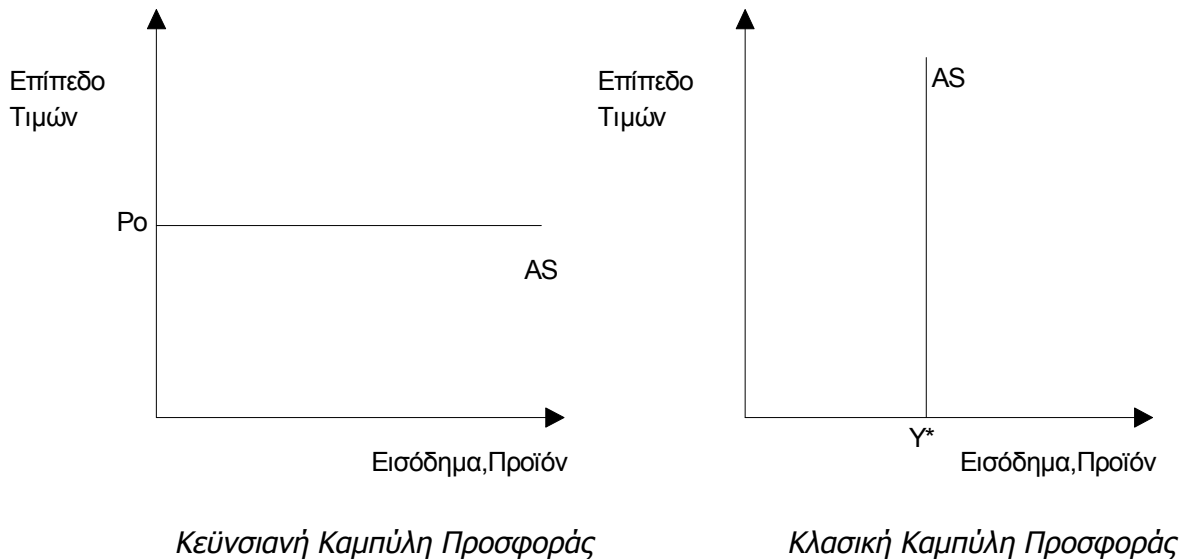 Επίπεδο
Τιμών
Po
AS
Εισόδημα,Προϊόν
Κεϋνσιανή Καμπύλη Προσφοράς
Επίπεδο
Τιμών
AS
Y*
Εισόδημα,Προϊόν
Κλασική Καμπύλη Προσφοράς